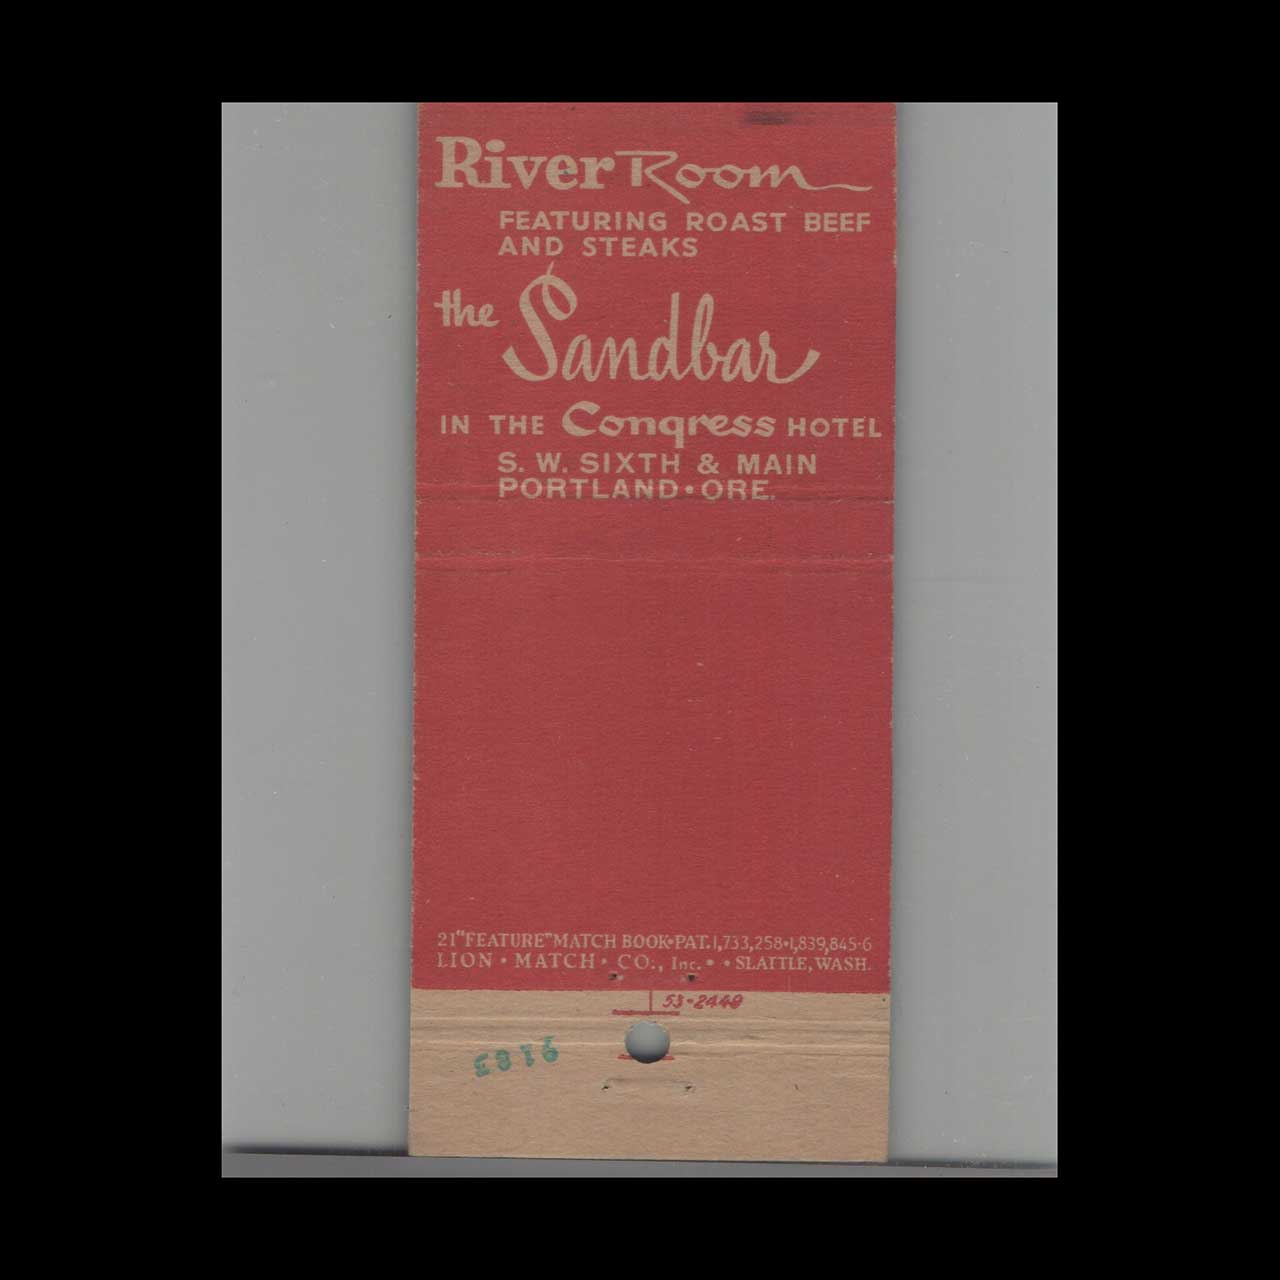 River Room
FEATURING ROAST BEEF
AND STEAKS
the Sandbar
IN THE Congress HOTEL
S. W. SIXTH & MAIN
PORTLAND • ORE.
21 "FEATURE" MATCH BOOK • PAT. 1,733,258 • 1,839,845-6
LION • MATCH • CO., Inc. • • SEATTLE, WASH.
53-2449
9183